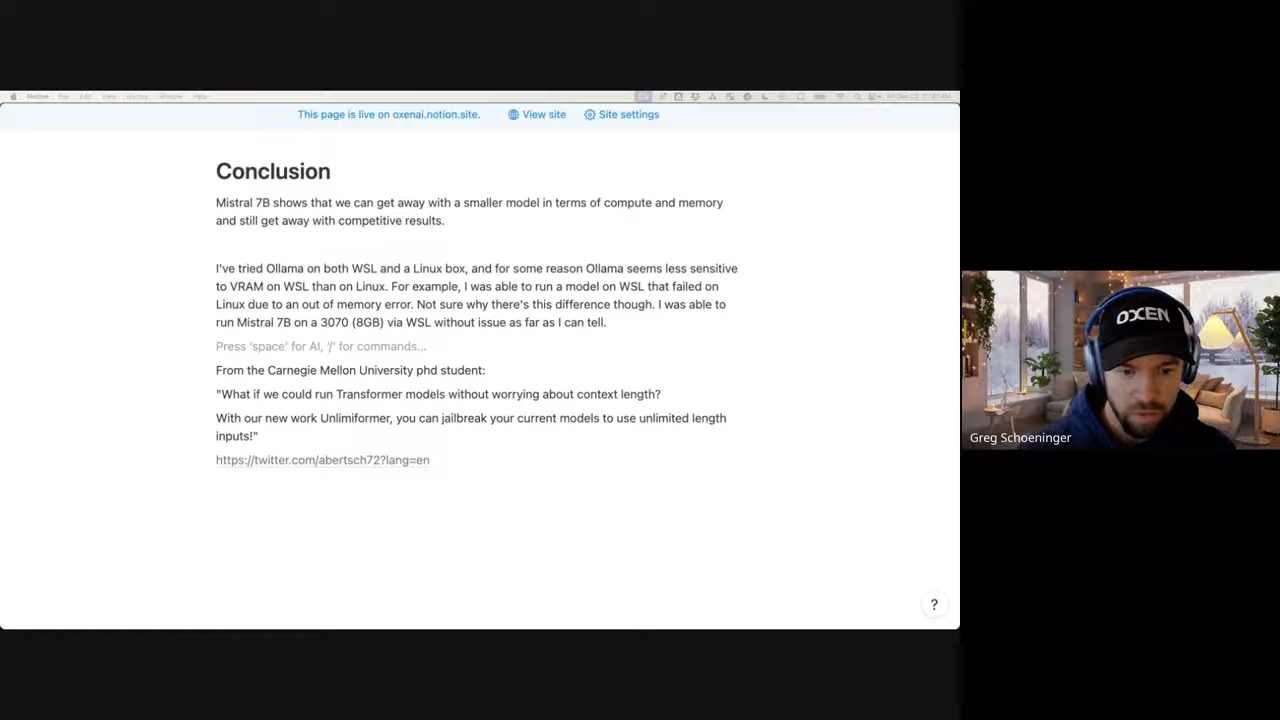 This page is live on oxenai.notion.site. View site Site settings
Conclusion
Mistral 7B shows that we can get away with a smaller model in terms of compute and memory
and still get away with competitive results.
I've tried Ollama on both WSL and a Linux box, and for some reason Ollama seems less sensitive
to VRAM on WSL than on Linux. For example, I was able to run a model on WSL that failed on
Linux due to an out of memory error. Not sure why there's this difference though. I was able to
run Mistral 7B on a 3070 (8GB) via WSL without issue as far as I can tell.
Press ‘space’ for AI, ‘/’ for commands...
From the Carnegie Mellon University phd student:
"What if we could run Transformer models without worrying about context length?
With our new work Unlimiformer, you can jailbreak your current models to use unlimited length
inputs!"
https://twitter.com/abertsch72?lang=en
?
OXEN
Greg Schoeninger